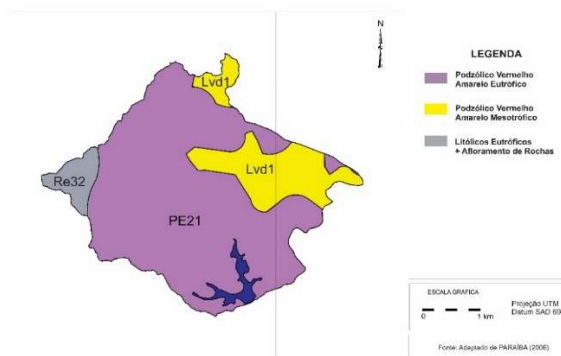 N
LEGENDA
Podzólico Vermelho
Amarelo Eutrófico
Podzólico Vermelho
Amarelo Mesotrófico
Litólicos Eutróficos
+ Afloramento de Rochas
Lvd1
Lvd1
Re32
PE21
ESCALA GRAFICA
0 1 km
Projeção UTM
Datum SAD 69
Fonte: Adaptado de PARAÍBA (2006)